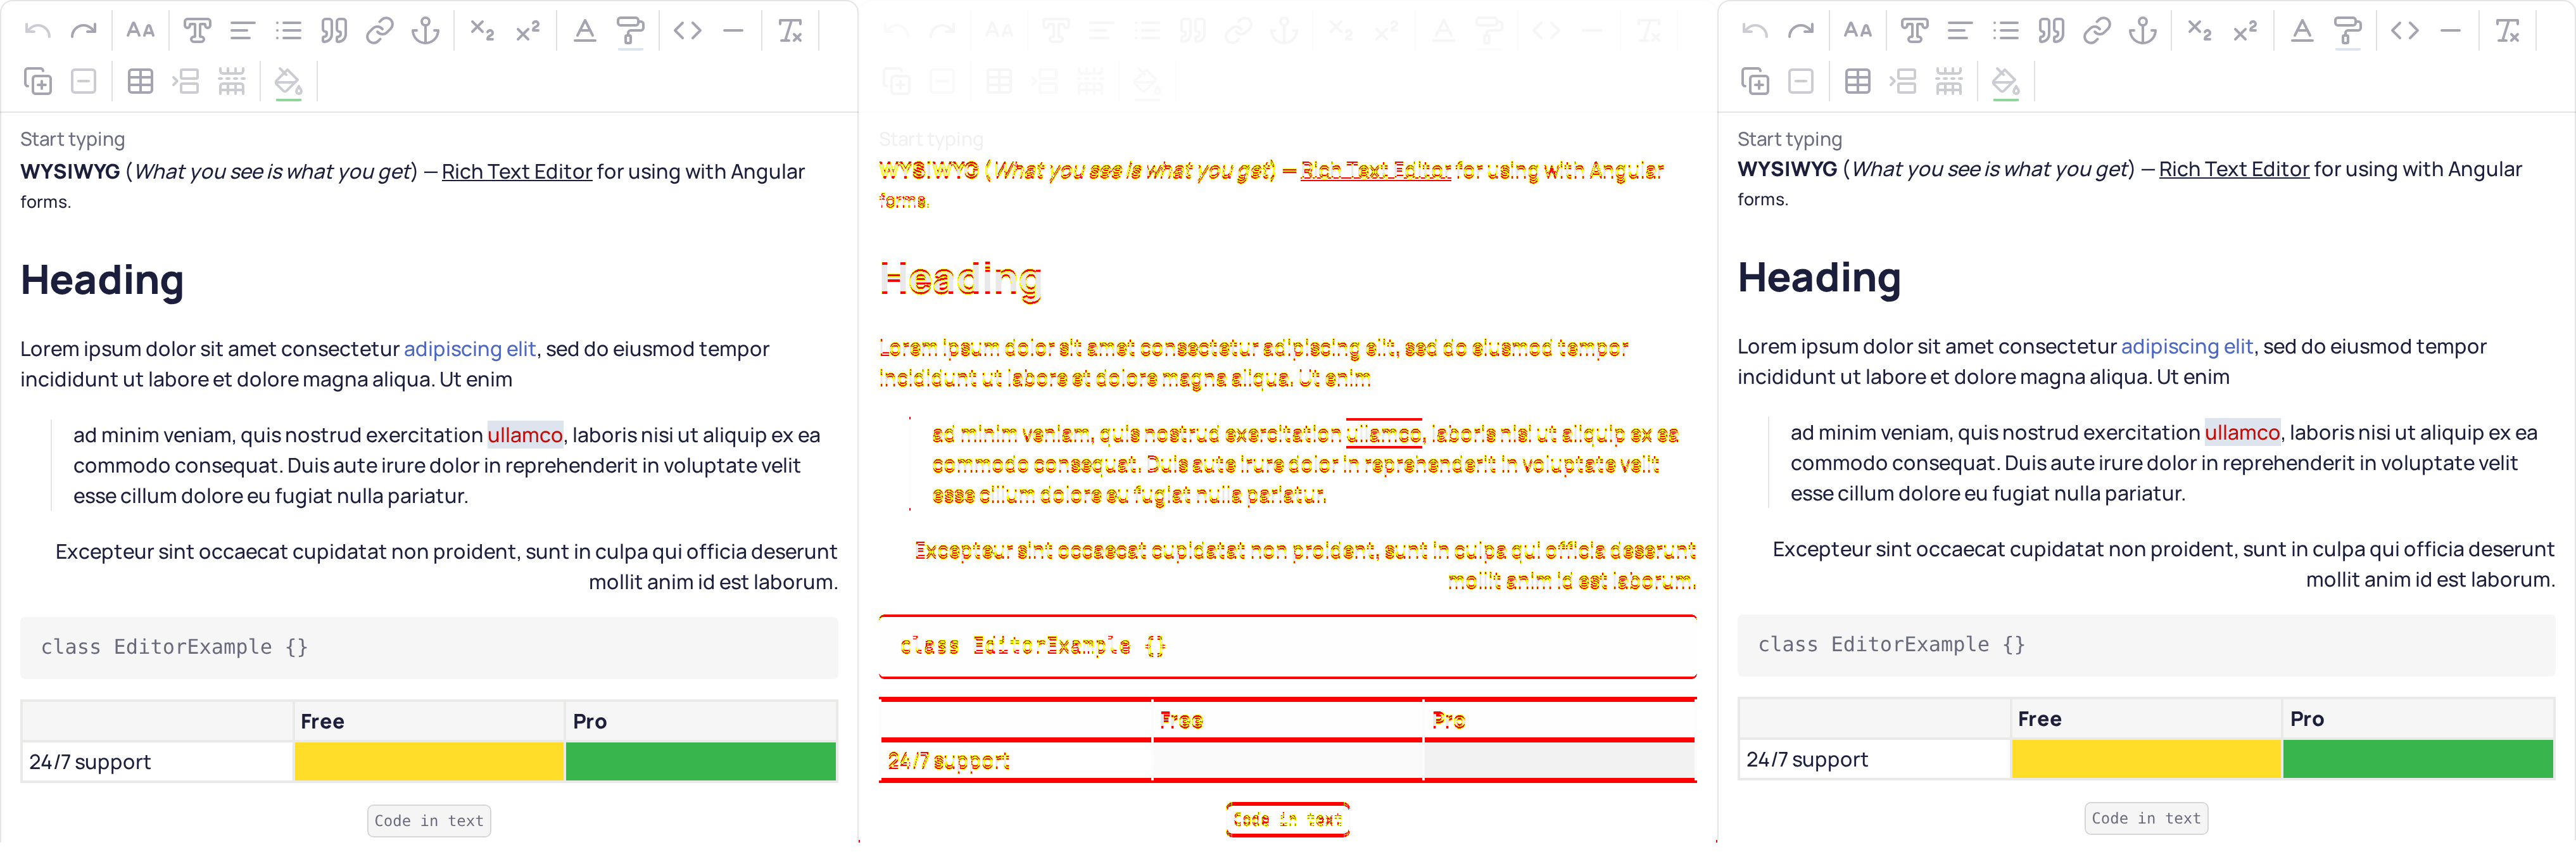 AA T x₂ x² A Tx
Start typing
WYSIWYG (What you see is what you get) — Rich Text Editor for using with Angular
forms.
Heading
Lorem ipsum dolor sit amet consectetur adipiscing elit, sed do eiusmod tempor
incididunt ut labore et dolore magna aliqua. Ut enim
ad minim veniam, quis nostrud exercitation ullamco, laboris nisi ut aliquip ex ea
commodo consequat. Duis aute irure dolor in reprehenderit in voluptate velit
esse cillum dolore eu fugiat nulla pariatur.
Excepteur sint occaecat cupidatat non proident, sunt in culpa qui officia deserunt
mollit anim id est laborum.
class EditorExample {}
Free Pro
24/7 support
Code in text
AA T x₂ x² A Tx
Start typing
WYSIWYG (What you see is what you get) — Rich Text Editor for using with Angular
forms.
Heading
Lorem ipsum dolor sit amet consectetur adipiscing elit, sed do eiusmod tempor
incididunt ut labore et dolore magna aliqua. Ut enim
ad minim veniam, quis nostrud exercitation ullamco, laboris nisi ut aliquip ex ea
commodo consequat. Duis aute irure dolor in reprehenderit in voluptate velit
esse cillum dolore eu fugiat nulla pariatur.
Excepteur sint occaecat cupidatat non proident, sunt in culpa qui officia deserunt
mollit anim id est laborum.
class EditorExample {}
Free Pro
24/7 support
Code in text
AA T x₂ x² A Tx
Start typing
WYSIWYG (What you see is what you get) — Rich Text Editor for using with Angular
forms.
Heading
Lorem ipsum dolor sit amet consectetur adipiscing elit, sed do eiusmod tempor
incididunt ut labore et dolore magna aliqua. Ut enim
ad minim veniam, quis nostrud exercitation ullamco, laboris nisi ut aliquip ex ea
commodo consequat. Duis aute irure dolor in reprehenderit in voluptate velit
esse cillum dolore eu fugiat nulla pariatur.
Excepteur sint occaecat cupidatat non proident, sunt in culpa qui officia deserunt
mollit anim id est laborum.
class EditorExample {}
Free Pro
24/7 support
Code in text